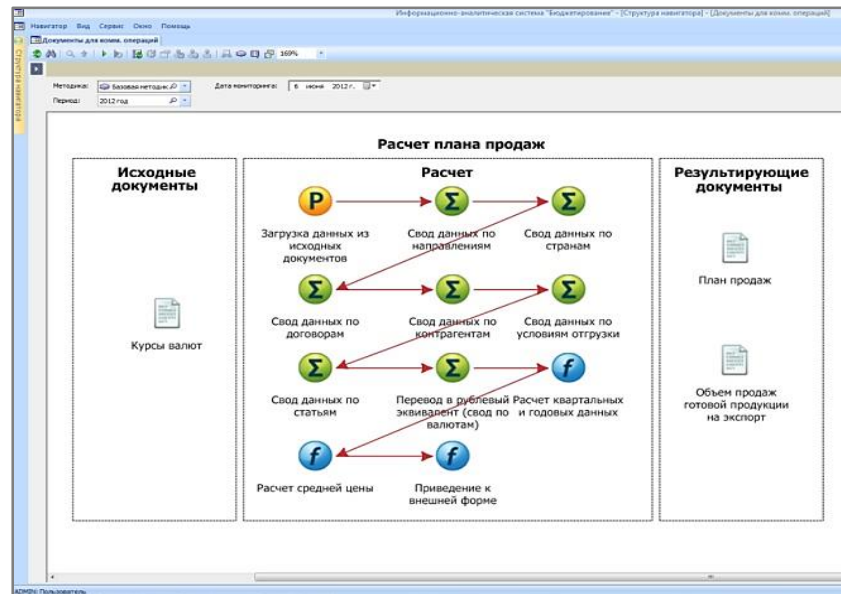 Информационно-аналитическая система "Бюджетирование" - [Структура навигатора] - [Документы для комм. операций]
Навигатор Вид Сервис Окно Помощь
Документы для комм. операций
169%
Структура навигатора
Методика: Базовая методик
Дата мониторинга: 6 июня 2012 г.
Период: 2012 год
Расчет плана продаж
Исходные
документы
Курсы валют
Расчет
P
Σ
Σ
Загрузка данных из
исходных
документов
Свод данных по
направлениям
Свод данных по
странам
Σ
Σ
Σ
Свод данных по
договорам
Свод данных по
контрагентам
Свод данных по
условиям отгрузки
Σ
Σ
f
Свод данных по
статьям
Перевод в рублевый
эквивалент (свод по
валютам)
Расчет квартальных
и годовых данных
f
f
Расчет средней цены
Приведение к
внешней форме
Результирующие
документы
План продаж
Объем продаж
готовой продукции
на экспорт
ADMIN: Пользователь